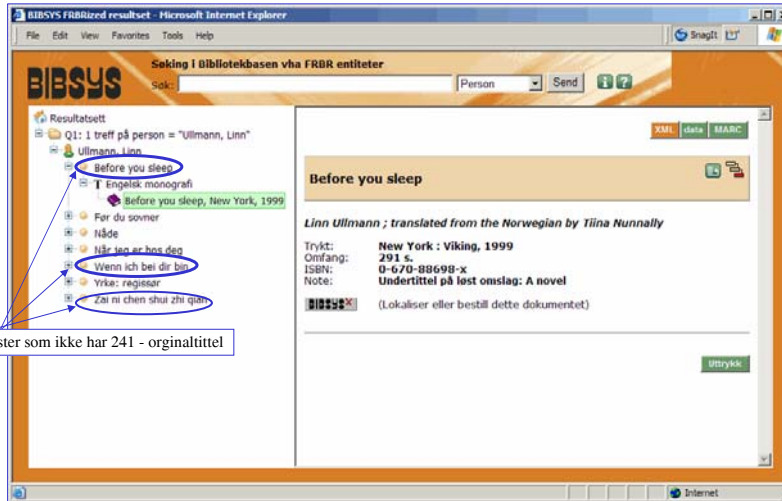 BIBSYS FRBRized resultset - Microsoft Internet Explorer
File Edit View Favorites Tools Help
SnagIt
BIBSYS
Søking i Bibliotekbasen vha FRBR entiteter
Søk:
Person
Send
Resultatsett
Q1: 1 treff på person = "Ullmann, Linn"
Ullmann, Linn
Before you sleep
T Engelsk monografi
Before you sleep, New York, 1999
Før du sovner
Nåde
Når jeg er hos deg
Wenn ich bei dir bin
Yrke: regissør
Zai ni chen shui zhi qian
ster som ikke har 241 - orginaltittel
XML data MARC
Before you sleep
Linn Ullmann ; translated from the Norwegian by Tiina Nunnally
Trykt: New York : Viking, 1999
Omfang: 291 s.
ISBN: 0-670-88698-x
Note: Undertittel på løst omslag: A novel
BIBSYS (Lokaliser eller bestill dette dokumentet)
Uttrykk
Internet